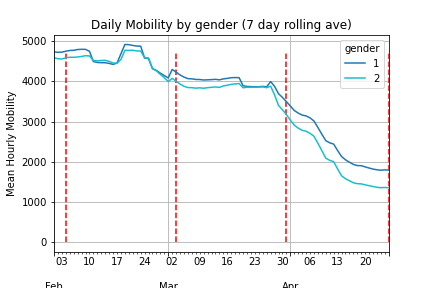 Daily Mobility by gender (7 day rolling ave)
gender
1
2
Mean Hourly Mobility
5000
4000
3000
2000
1000
0
03 10 17 24 02 09 16 23 30 06 13 20
Feb Mar Apr